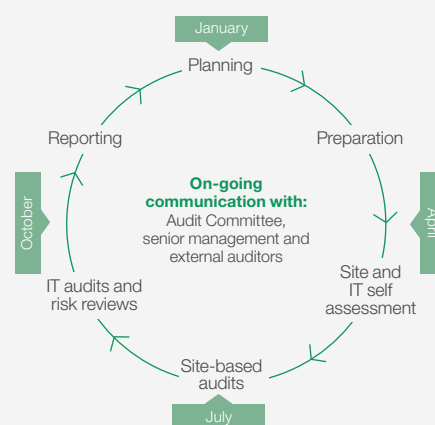 January
Planning
Reporting
Preparation
On-going
communication with:
Audit Committee,
senior management and
external auditors
October
April
IT audits and
risk reviews
Site and
IT self
assessment
Site-based
audits
July